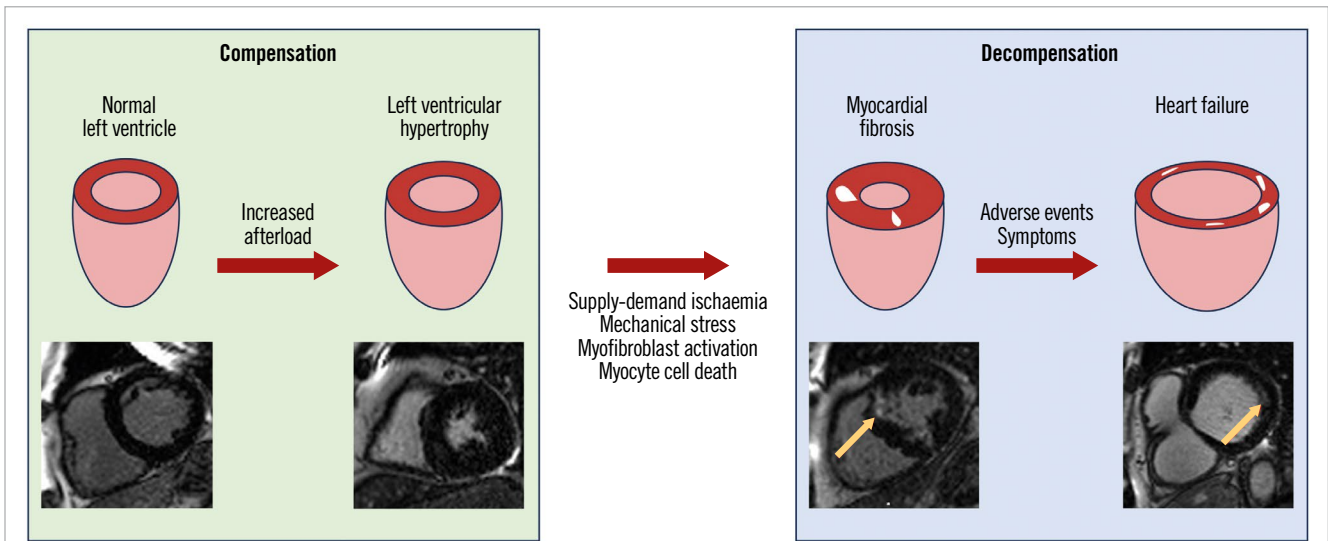 Compensation
Normal
left ventricle
Left ventricular
hypertrophy
Increased
afterload
Supply-demand ischaemia
Mechanical stress
Myofibroblast activation
Myocyte cell death
Decompensation
Myocardial
fibrosis
Heart failure
Adverse events
Symptoms